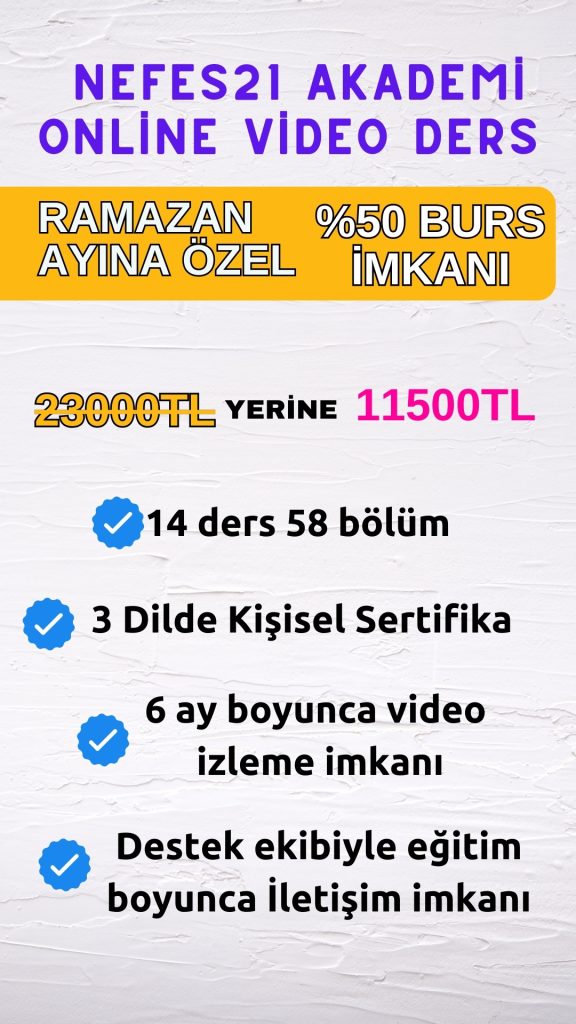 NEFES21 AKADEMİ
ONLİNE VİDEO DERS
RAMAZAN
AYINA ÖZEL
%50 BURS
İMKANI
23000TL YERİNE 11500TL
14 ders 58 bölüm
3 Dilde Kişisel Sertifika
6 ay boyunca video
izleme imkanı
Destek ekibiyle eğitim
boyunca İletişim imkanı